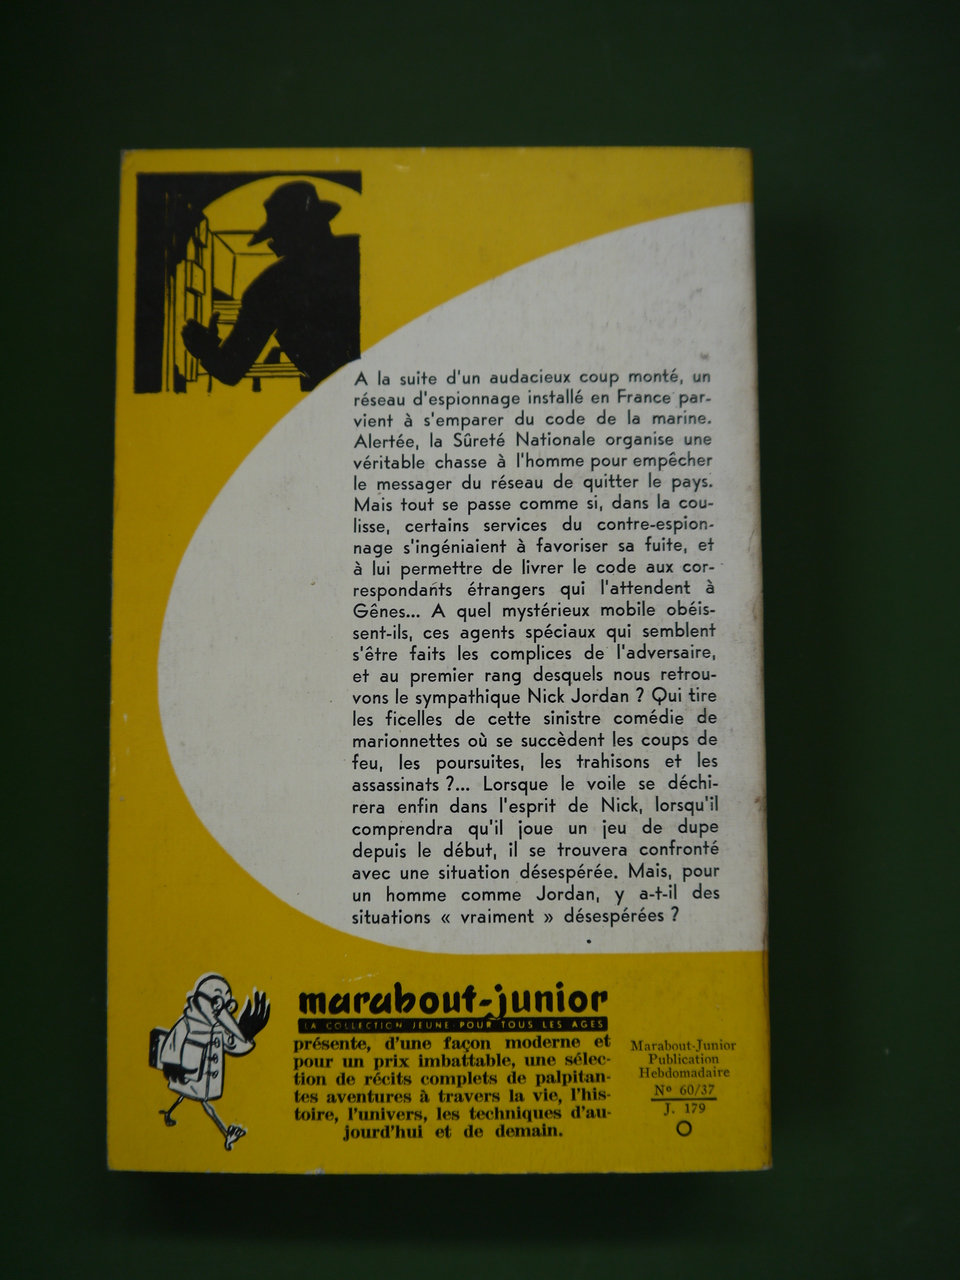 A la suite d'un audacieux coup monté, un
réseau d'espionnage installé en France par-
vient à s'emparer du code de la marine.
Alertée, la Sûreté Nationale organise une
véritable chasse à l'homme pour empêcher
le messager du réseau de quitter le pays.
Mais tout se passe comme si, dans la cou-
lisse, certains services du contre-espion-
nage s'ingéniaient à favoriser sa fuite, et
à lui permettre de livrer le code aux cor-
respondants étrangers qui l'attendent à
Gênes... A quel mystérieux mobile obéis-
sent-ils, ces agents spéciaux qui semblent
s'être faits les complices de l'adversaire,
et au premier rang desquels nous retrou-
vons le sympathique Nick Jordan ? Qui tire
les ficelles de cette sinistre comédie de
marionnettes où se succèdent les coups de
feu, les poursuites, les trahisons et les
assassinats ?... Lorsque le voile se déchi-
rera enfin dans l'esprit de Nick, lorsqu'il
comprendra qu'il joue un jeu de dupe
depuis le début, il se trouvera confronté
avec une situation désespérée. Mais, pour
un homme comme Jordan, y a-t-il des
situations « vraiment » désespérées ?
marabout-junior
LA COLLECTION JEUNE POUR TOUS LES AGES
présente, d'une façon moderne et
pour un prix imbattable, une sélec-
tion de récits complets de palpitan-
tes aventures à travers la vie, l'his-
toire, l'univers, les techniques d'au-
jourd'hui et de demain.
Marabout-Junior
Publication
Hebdomadaire
Nº 60/37
J. 179